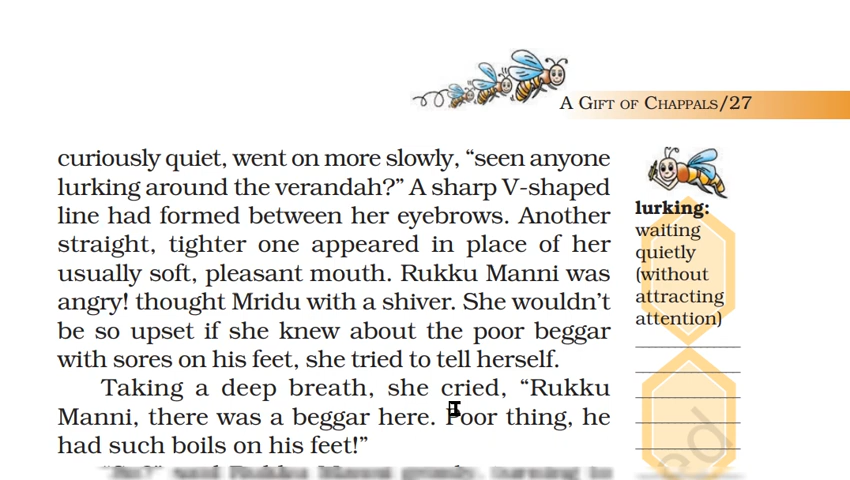 A GIFT OF CHAPPALS/27
curiously quiet, went on more slowly, “seen anyone
lurking around the verandah?” A sharp V-shaped
line had formed between her eyebrows. Another
straight, tighter one appeared in place of her
usually soft, pleasant mouth. Rukku Manni was
angry! thought Mridu with a shiver. She wouldn’t
be so upset if she knew about the poor beggar
with sores on his feet, she tried to tell herself.
Taking a deep breath, she cried, “Rukku
Manni, there was a beggar here. Poor thing, he
had such boils on his feet!”
lurking:
waiting
quietly
(without
attracting
attention)